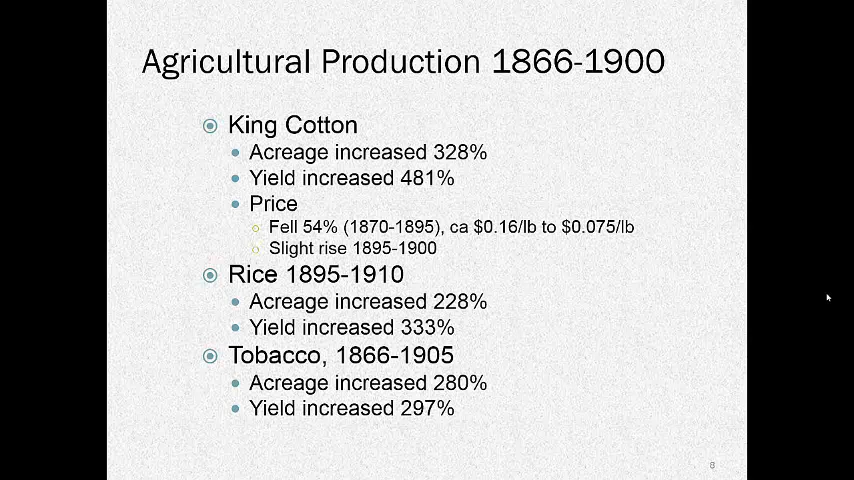 Agricultural Production 1866-1900
King Cotton
Acreage increased 328%
Yield increased 481%
Price
Fell 54% (1870-1895), ca $0.16/lb to $0.075/lb
Slight rise 1895-1900
Rice 1895-1910
Acreage increased 228%
Yield increased 333%
Tobacco, 1866-1905
Acreage increased 280%
Yield increased 297%
8